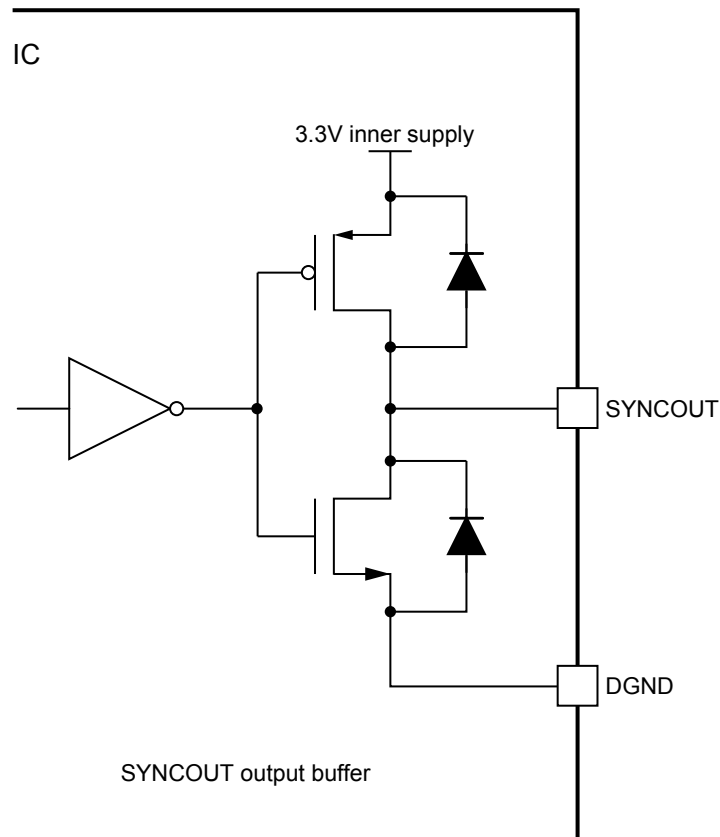 IC
3.3V inner supply
SYNCOUT
DGND
SYNCOUT output buffer